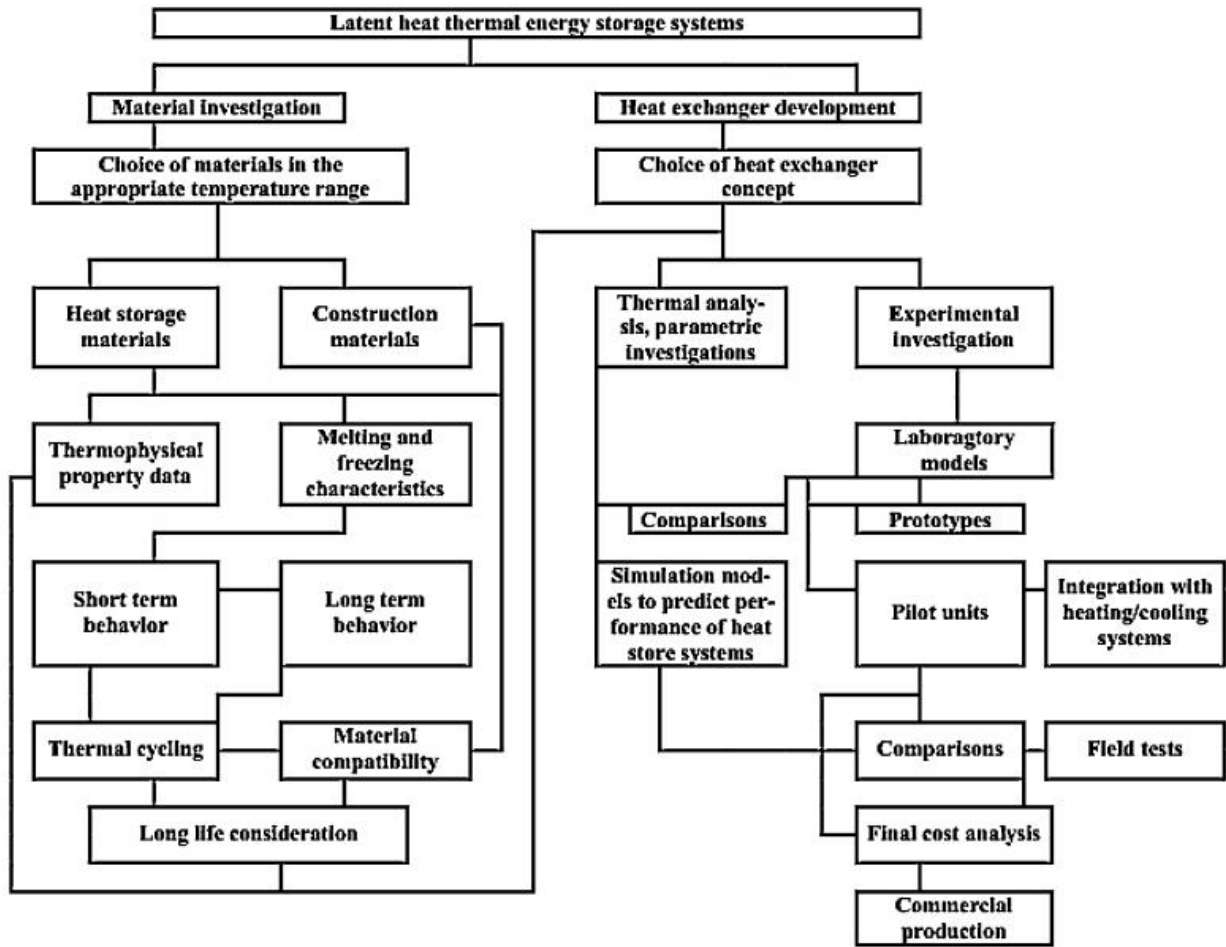 Latent heat thermal energy storage systems
Material investigation
Heat exchanger development
Choice of materials in the
appropriate temperature range
Choice of heat exchanger
concept
Heat storage
materials
Construction
materials
Thermal analy-
sis, parametric
investigations
Experimental
investigation
Thermophysical
property data
Melting and
freezing
characteristics
Laboragtory
models
Comparisons
Prototypes
Short term
behavior
Long term
behavior
Simulation mod-
els to predict per-
formance of heat
store systems
Pilot units
Integration with
heating/cooling
systems
Thermal cycling
Material
compatibility
Comparisons
Field tests
Long life consideration
Final cost analysis
Commercial
production